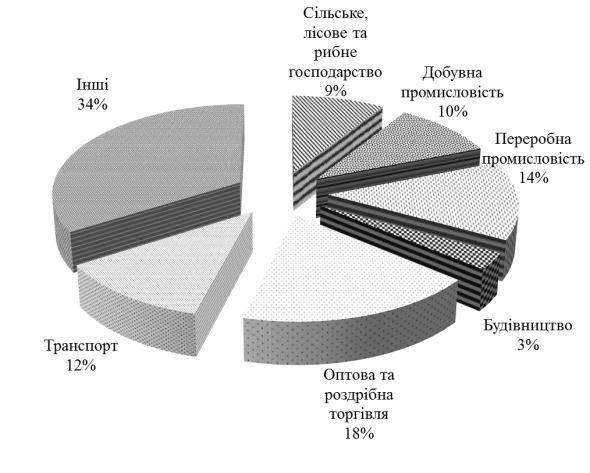 Сільське,
лісове та
рибне
господарство
9%
Добувна
промисловість
10%
Переробна
промисловість
14%
Будівництво
3%
Оптова та
роздрібна
торгівля
18%
Транспорт
12%
Інші
34%